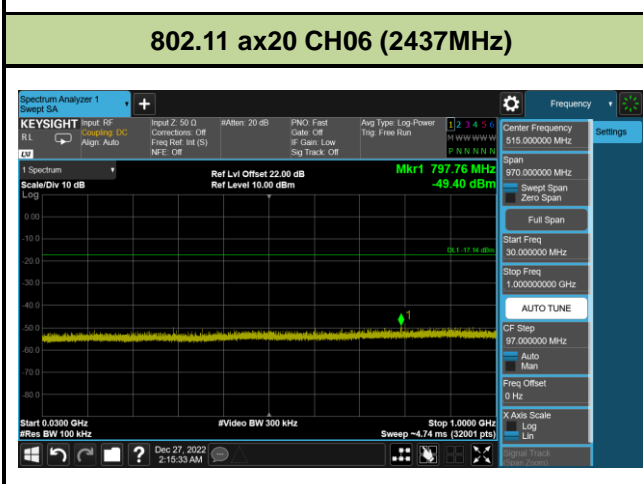 802.11 ax20 CH06 (2437MHz)
Spectrum Analyzer 1
Swept SA
+
Frequency
KEYSIGHT
RL
LXI
Input: RF
Coupling: DC
Align: Auto
Input Z: 50 Ω
Corrections: Off
Freq Ref: Int (S)
NFE: Off
#Atten: 20 dB
PNO: Fast
Gate: Off
IF Gain: Low
Sig Track: Off
Avg Type: Log-Power
Trig: Free Run
1 2 3 4 5 6
M W W W W W
P N N N N N
Center Frequency
515.000000 MHz
Settings
Span
970.000000 MHz
Swept Span
Zero Span
Full Span
Start Freq
30.000000 MHz
Stop Freq
1.000000000 GHz
AUTO TUNE
CF Step
97.000000 MHz
Auto
Man
Freq Offset
0 Hz
X Axis Scale
Log
Lin
Signal Track
(Span Zoom)
1 Spectrum
Scale/Div 10 dB
Log
Ref Lvl Offset 22.00 dB
Ref Level 10.00 dBm
Mkr1 797.76 MHz
-49.40 dBm
0.00
-10.0
DL1 -17.14 dBm
-20.0
-30.0
-40.0
1
-50.0
-60.0
-70.0
-80.0
Start 0.0300 GHz
#Res BW 100 kHz
#Video BW 300 kHz
Stop 1.0000 GHz
Sweep ~4.74 ms (32001 pts)
?
Dec 27, 2022
2:15:33 AM